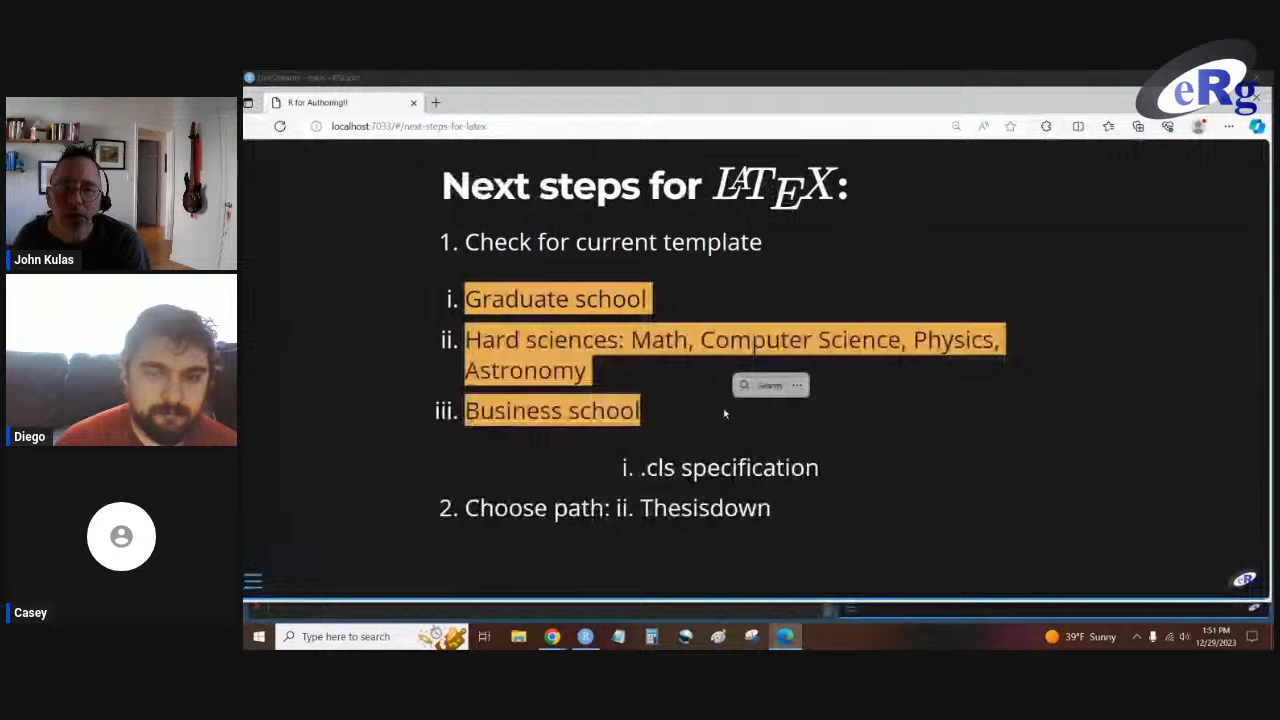 eRg
R for Authoring!!
localhost:7033/#/next-steps-for-latex
Next steps for LATEX:
1. Check for current template
i. Graduate school
ii. Hard sciences: Math, Computer Science, Physics,
Astronomy
iii. Business school
i. .cls specification
2. Choose path: ii. Thesisdown
John Kulas
Diego
Casey
Type here to search
39°F Sunny
1:51 PM
12/29/2023